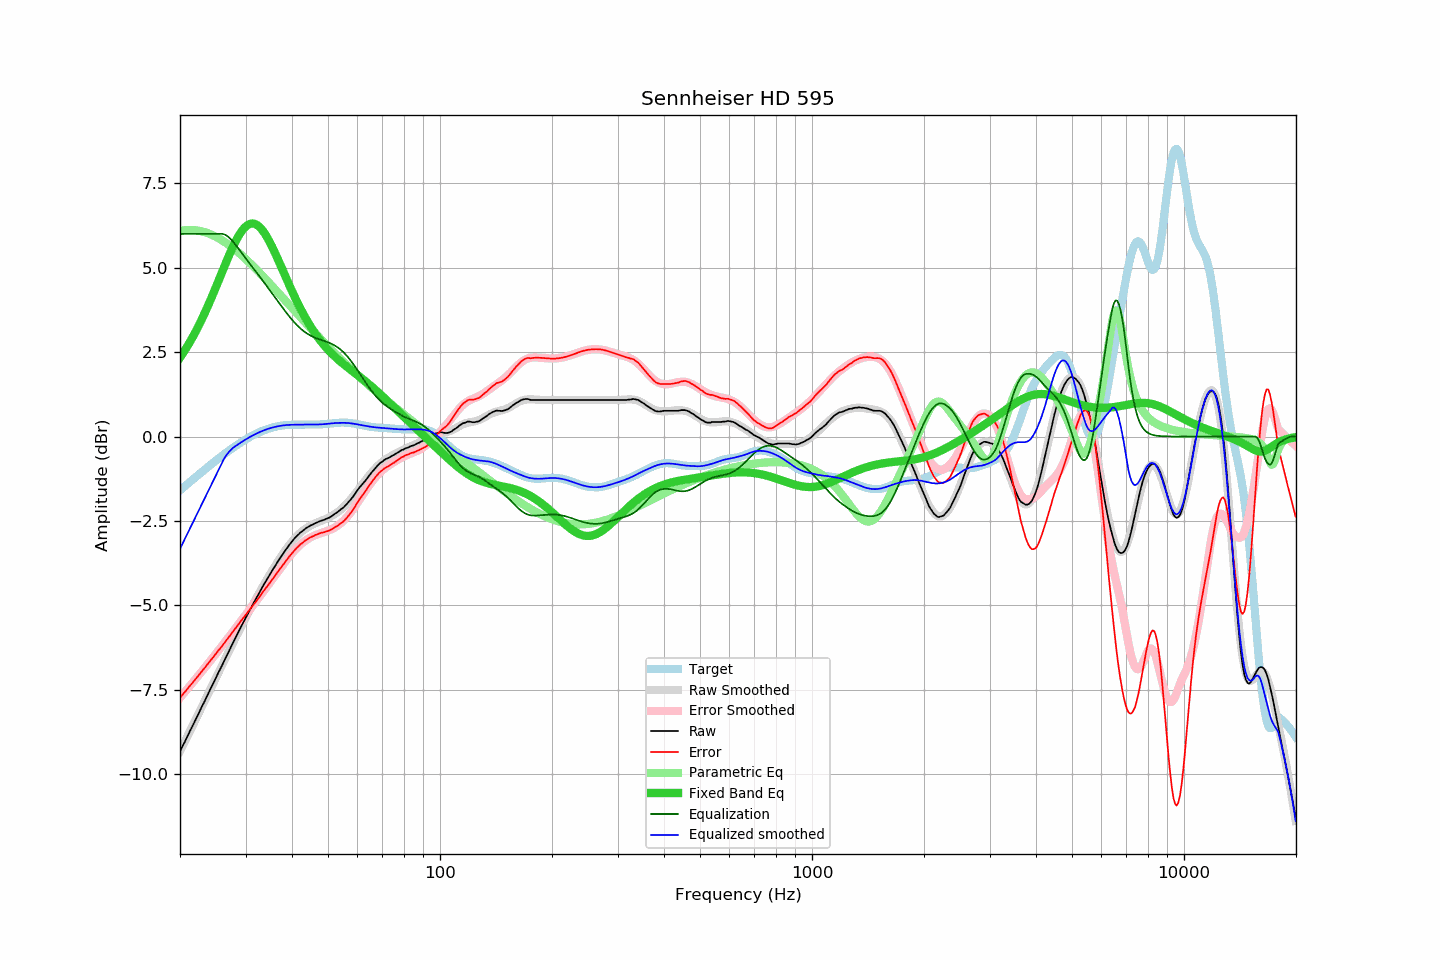 Sennheiser HD 595
Amplitude (dBr)
7.5
5.0
2.5
0.0
−2.5
−5.0
−7.5
−10.0
Target
Raw Smoothed
Error Smoothed
Raw
Error
Parametric Eq
Fixed Band Eq
Equalization
Equalized smoothed
100
1000
10000
Frequency (Hz)